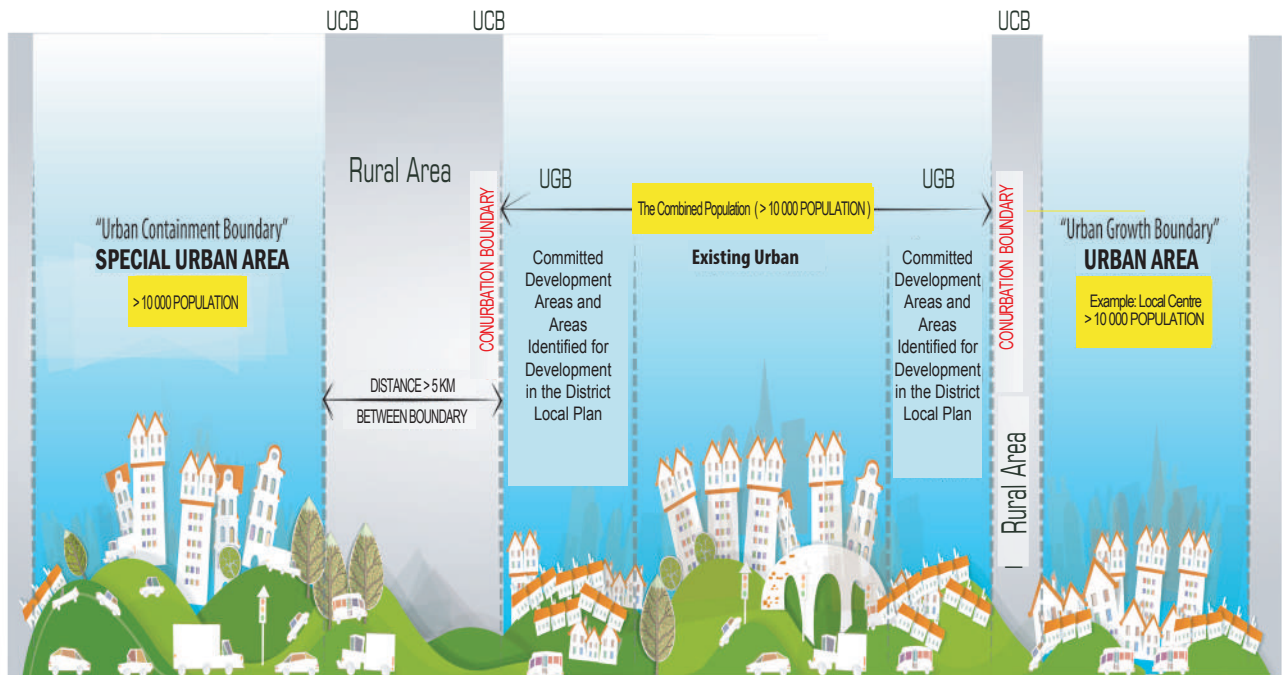 UCB
UCB
UCB
Rural Area
"Urban Containment Boundary"
SPECIAL URBAN AREA
> 10 000 POPULATION
DISTANCE > 5 KM
BETWEEN BOUNDARY
CONURBATION BOUNDARY
UGB
The Combined Population ( > 10 000 POPULATION )
UGB
Committed
Development
Areas and
Areas
Identified for
Development
in the District
Local Plan
Existing Urban
Committed
Development
Areas and
Areas
Identified for
Development
in the District
Local Plan
CONURBATION BOUNDARY
Rural Area
"Urban Growth Boundary"
URBAN AREA
Example: Local Centre
> 10 000 POPULATION